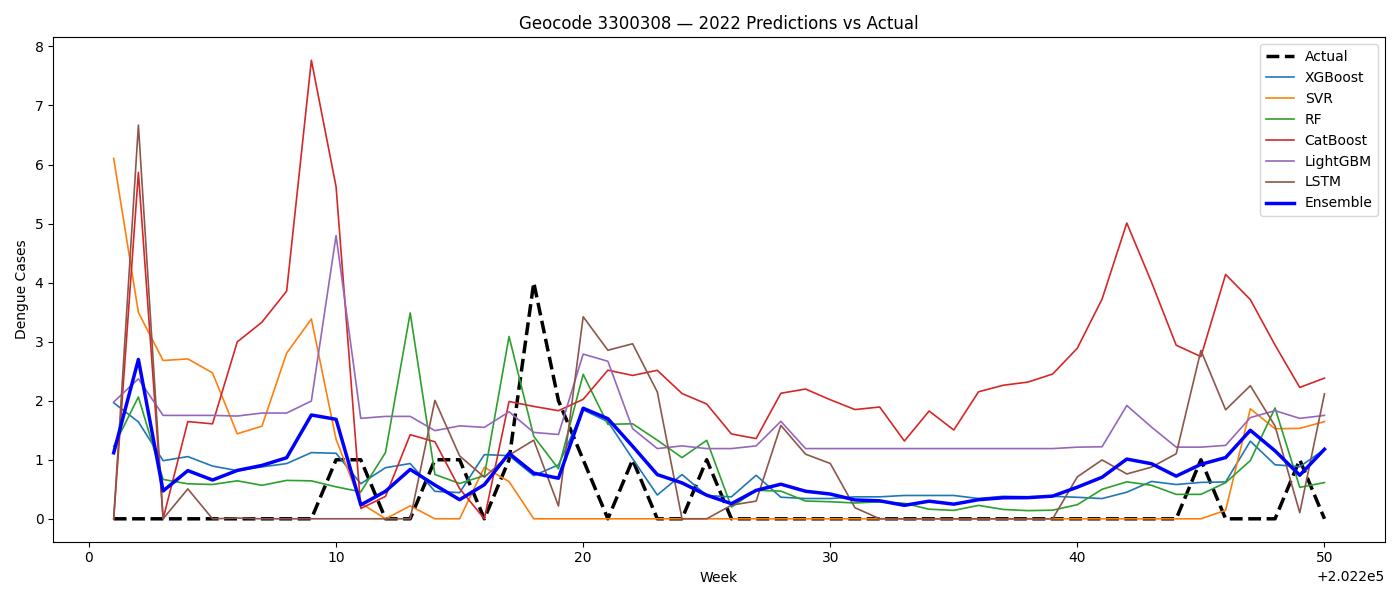 Geocode 3300308 — 2022 Predictions vs Actual
Dengue Cases
8
7
6
5
4
3
2
1
0
Actual
XGBoost
SVR
RF
CatBoost
LightGBM
LSTM
Ensemble
0 10 20 30 40 50
Week
+2.022e5